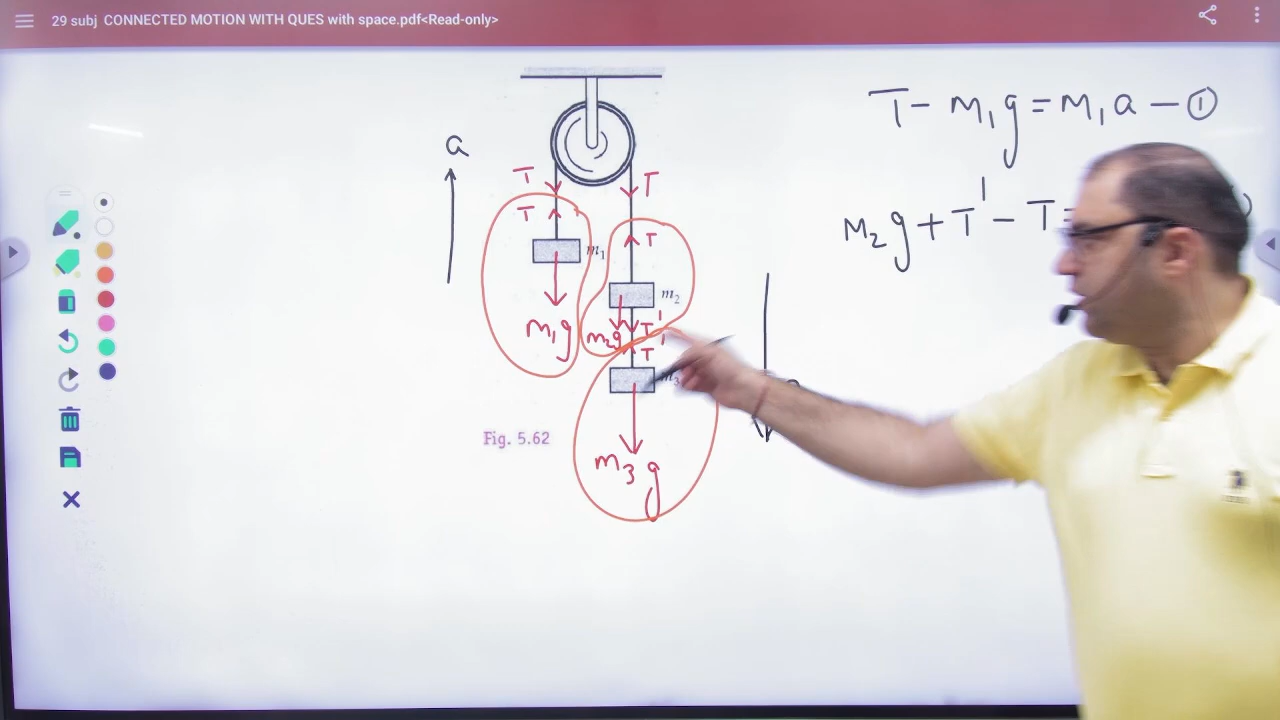 29 subj CONNECTED MOTION WITH QUES with space.pdf<Read-only>
a
T T
T T
m₁
m₂
m₁g
m₂g T'
T'
m₃
m₃g
Fig. 5.62
T - m₁g = m₁a - ①
m₂g + T' - T =